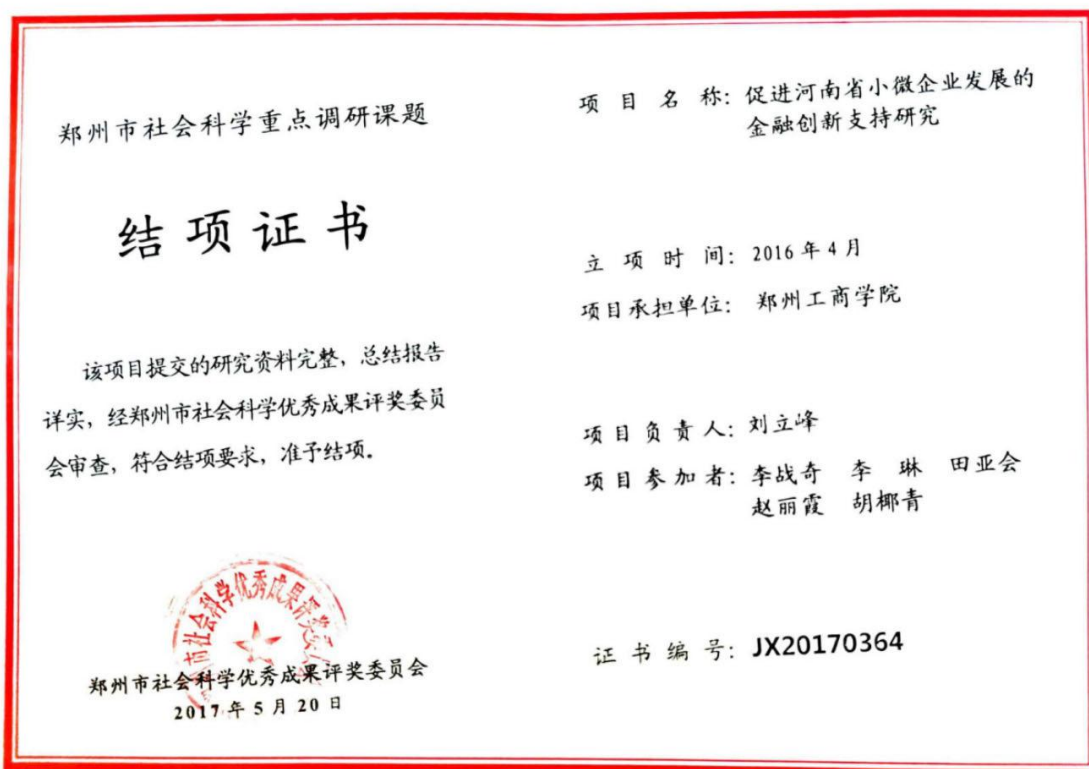 郑州市社会科学重点调研课题
结项证书
该项目提交的研究资料完整，总结报告
详实，经郑州市社会科学优秀成果评奖委员
会审查，符合结项要求，准予结项。
郑州市社会科学优秀成果评奖委员会
2017年5月20日
项目名称：促进河南省小微企业发展的
金融创新支持研究
立项时间：2016年4月
项目承担单位：郑州工商学院
项目负责人：刘立峰
项目参加者：李战奇 李琳 田亚会
赵丽霞 胡椰青
证书编号：JX20170364